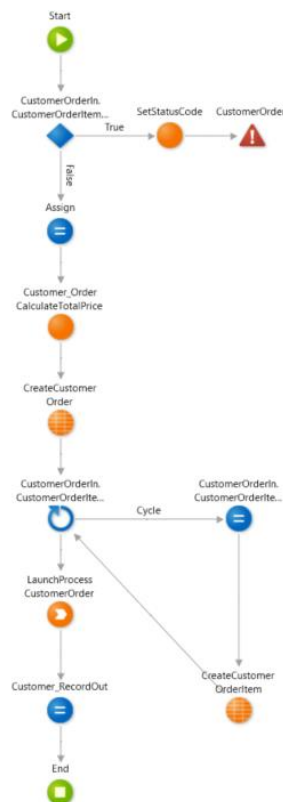 Start
CustomerOrderIn.
CustomerOrderItem...
True
SetStatusCode
CustomerOrder
False
Assign
Customer_Order
CalculateTotalPrice
CreateCustomer
Order
CustomerOrderIn.
CustomerOrderIte...
Cycle
CustomerOrderIn.
CustomerOrderIte...
LaunchProcess
CustomerOrder
CreateCustomer
OrderItem
Customer_RecordOut
End